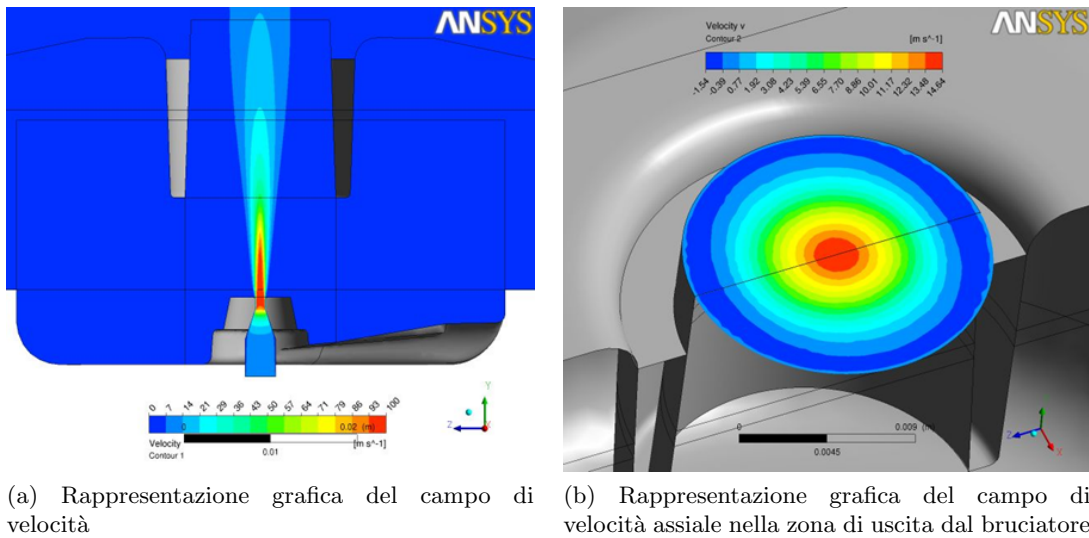 ANSYS
0 7 14 21 29 36 43 50 57 64 71 79 86 93 100
0 0.02 (m)
Velocity [m s^-1]
Contour 1 0.01
Y
Z
(a) Rappresentazione grafica del campo di
velocità
ANSYS
Velocity v
Contour 2 [m s^-1]
-1.54 -0.39 0.77 1.92 3.08 4.23 5.39 6.55 7.70 8.86 10.01 11.17 12.32 13.48 14.64
0 0.009 (m)
0.0045
Z
X
(b) Rappresentazione grafica del campo di
velocità assiale nella zona di uscita dal bruciatore